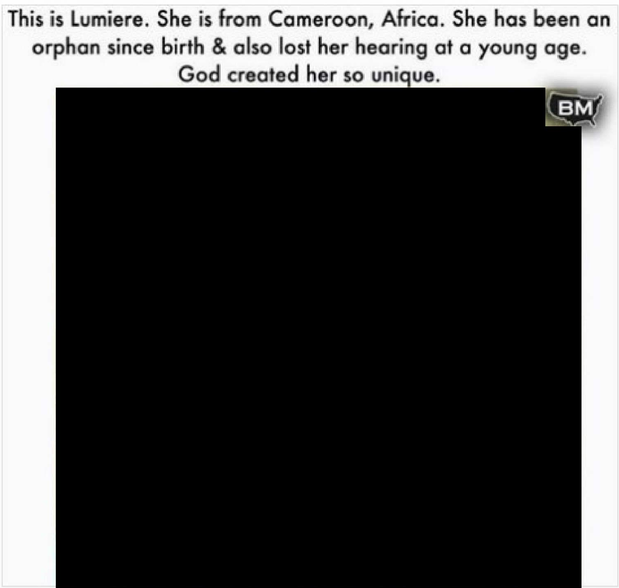 This is Lumiere. She is from Cameroon, Africa. She has been an
orphan since birth & also lost her hearing at a young age.
God created her so unique.
BM